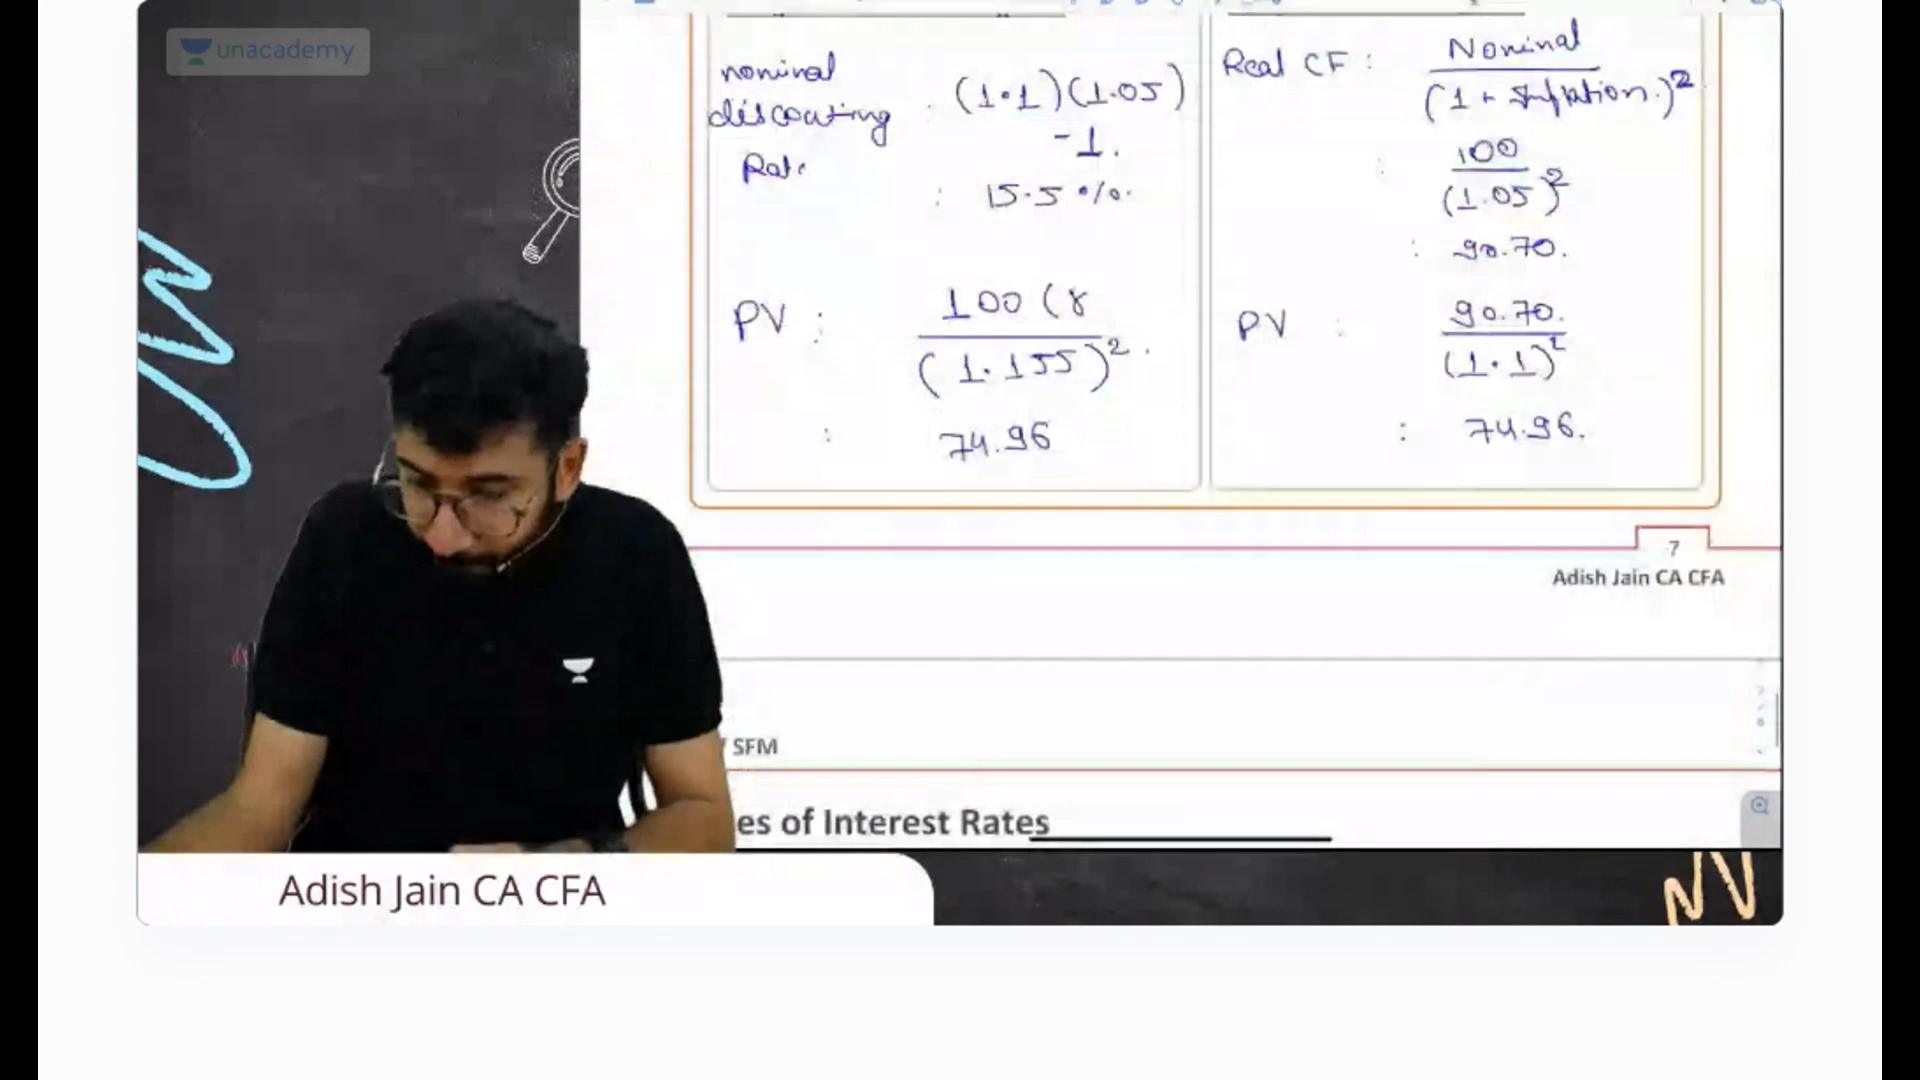 unacademy
nominal
discounting
Rate
: (1.1)(1.05)
-1.
: 15.5 %.
PV : 100 (8
(1.155)2.
: 74.96
Real CF : Nominal
(1 + Inflation.)2
: 100
(1.05)2
: 90.70.
PV : 90.70.
(1.1)2
: 74.96.
7
Adish Jain CA CFA
SFM
es of Interest Rates
Adish Jain CA CFA